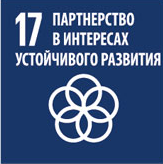 17 ПАРТНЕРСТВО
В ИНТЕРЕСАХ
УСТОЙЧИВОГО РАЗВИТИЯ